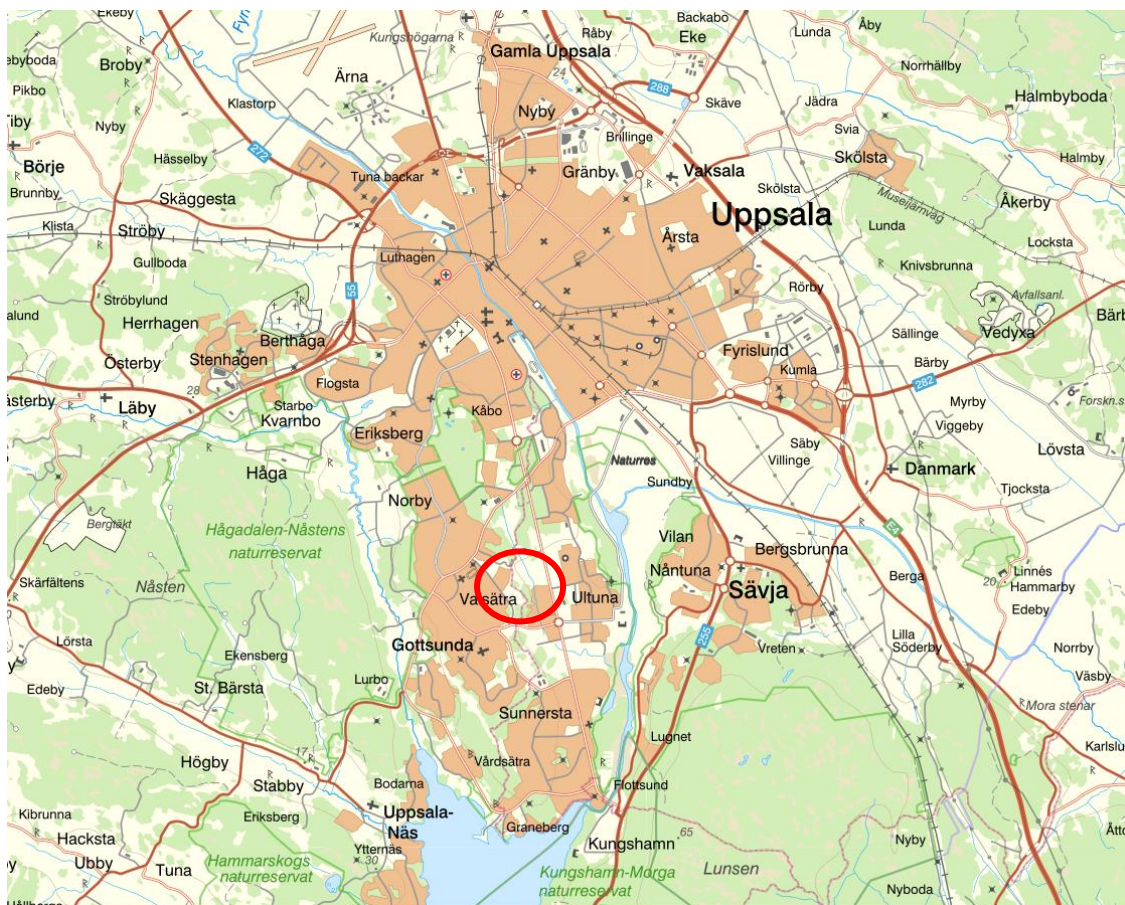 Ekeby
Backabo
Råby
Eke
Lunda
Åby
Kungshögarna
Gamla Uppsala
Broby
Norrhällby
Ärna
24
288
Pikbo
Skäve
Jädra
Halmbyboda
Klastorp
Nyby
Brillinge
Svia
Nyby
272
Skölsta
Börje
Hässelby
Tuna backar
Gränby
Vaksala
Halmby
Brunnby
Skäggesta
Skölsta
Museijärnväg
Åkerby
Uppsala
Klista
Ströby
Lunda
Årsta
Locksta
Luthagen
Gullboda
Knivsbrunna
55
Rörby
Avfallsanl.
Ströbylund
Herrhagen
Sällinge
Vedyxa
Berthåga
Fyrislund
Österby
Stenhagen
Bärby
Kumla
Flogsta
282
28
Läby
Starbo
Myrby
Forskn.s
Kvarnbo
Kåbo
Viggeby
Eriksberg
Säby
Lövsta
Villinge
Håga
Naturres
Danmark
Sundby
Norby
Tjocksta
Bergtäkt
Hågadalen-Nåstens
naturreservat
E4
Vilan
Bergsbrunna
Nåntuna
Linnés
Hammarby
Skärfältens
Nåsten
Berga
20
Valsätra
Ultuna
Sävja
Edeby
Lörsta
Gottsunda
255
Lilla
Söderby
Vreten
Ekensberg
Norrby
Lurbo
Edeby
St. Bärsta
Väsby
Sunnersta
Mora stenar
Lugnet
17
Högby
Vårdsätra
Stabby
Bodarna
Flottsund
Kibrunna
Eriksberg
Uppsala-
Näs
Graneberg
65
Nyby
Hacksta
Kungshamn
Ytternäs
Ubby
Hammarskogs
naturreservat
30
Tuna
Kungshamn-Morga
naturreservat
Lunsen
Nyboda